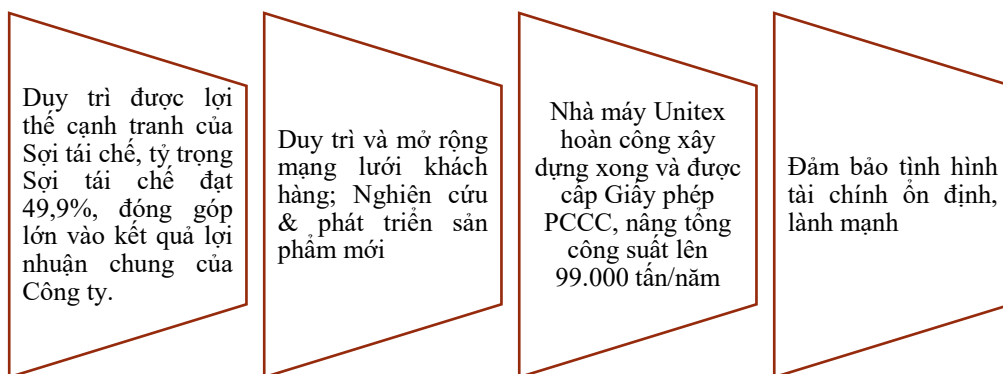 Duy trì được lợi
thế cạnh tranh của
Sợi tái chế, tỷ trọng
Sợi tái chế đạt
49,9%, đóng góp
lớn vào kết quả lợi
nhuận chung của
Công ty.
Duy trì và mở rộng
mạng lưới khách
hàng; Nghiên cứu
& phát triển sản
phẩm mới
Nhà máy Unitex
hoàn công xây
dựng xong và được
cấp Giấy phép
PCCC, nâng tổng
công suất lên
99.000 tấn/năm
Đảm bảo tình hình
tài chính ổn định,
lành mạnh